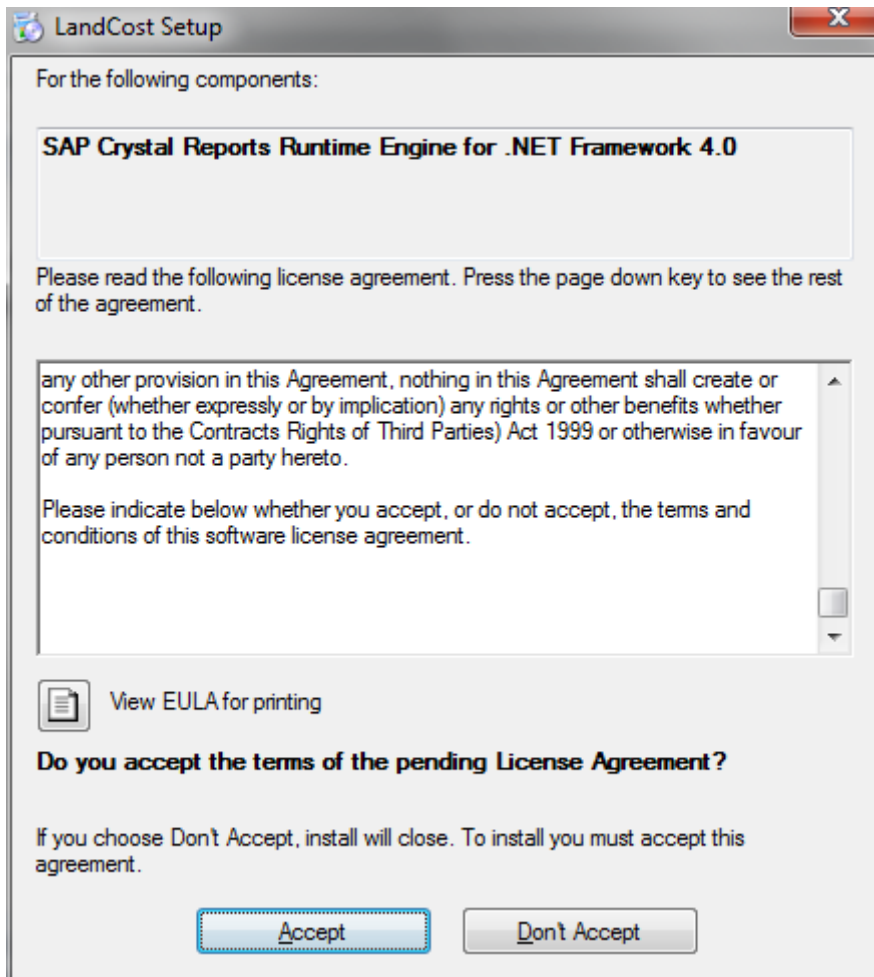 LandCost Setup
For the following components:
SAP Crystal Reports Runtime Engine for .NET Framework 4.0
Please read the following license agreement. Press the page down key to see the rest
of the agreement.
any other provision in this Agreement, nothing in this Agreement shall create or
confer (whether expressly or by implication) any rights or other benefits whether
pursuant to the Contracts Rights of Third Parties) Act 1999 or otherwise in favour
of any person not a party hereto.
Please indicate below whether you accept, or do not accept, the terms and
conditions of this software license agreement.
View EULA for printing
Do you accept the terms of the pending License Agreement?
If you choose Don't Accept, install will close. To install you must accept this
agreement.
Accept
Don't Accept